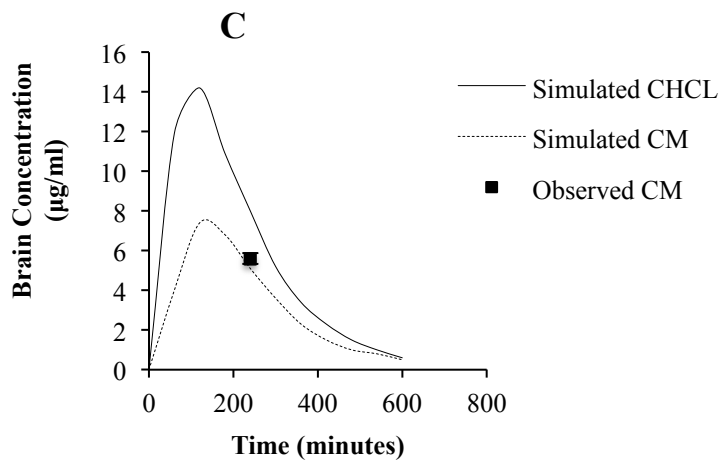 C
16
14
12
10
8
6
4
2
0
Brain Concentration
(µg/ml)
0 200 400 600 800
Time (minutes)
Simulated CHCL
Simulated CM
Observed CM